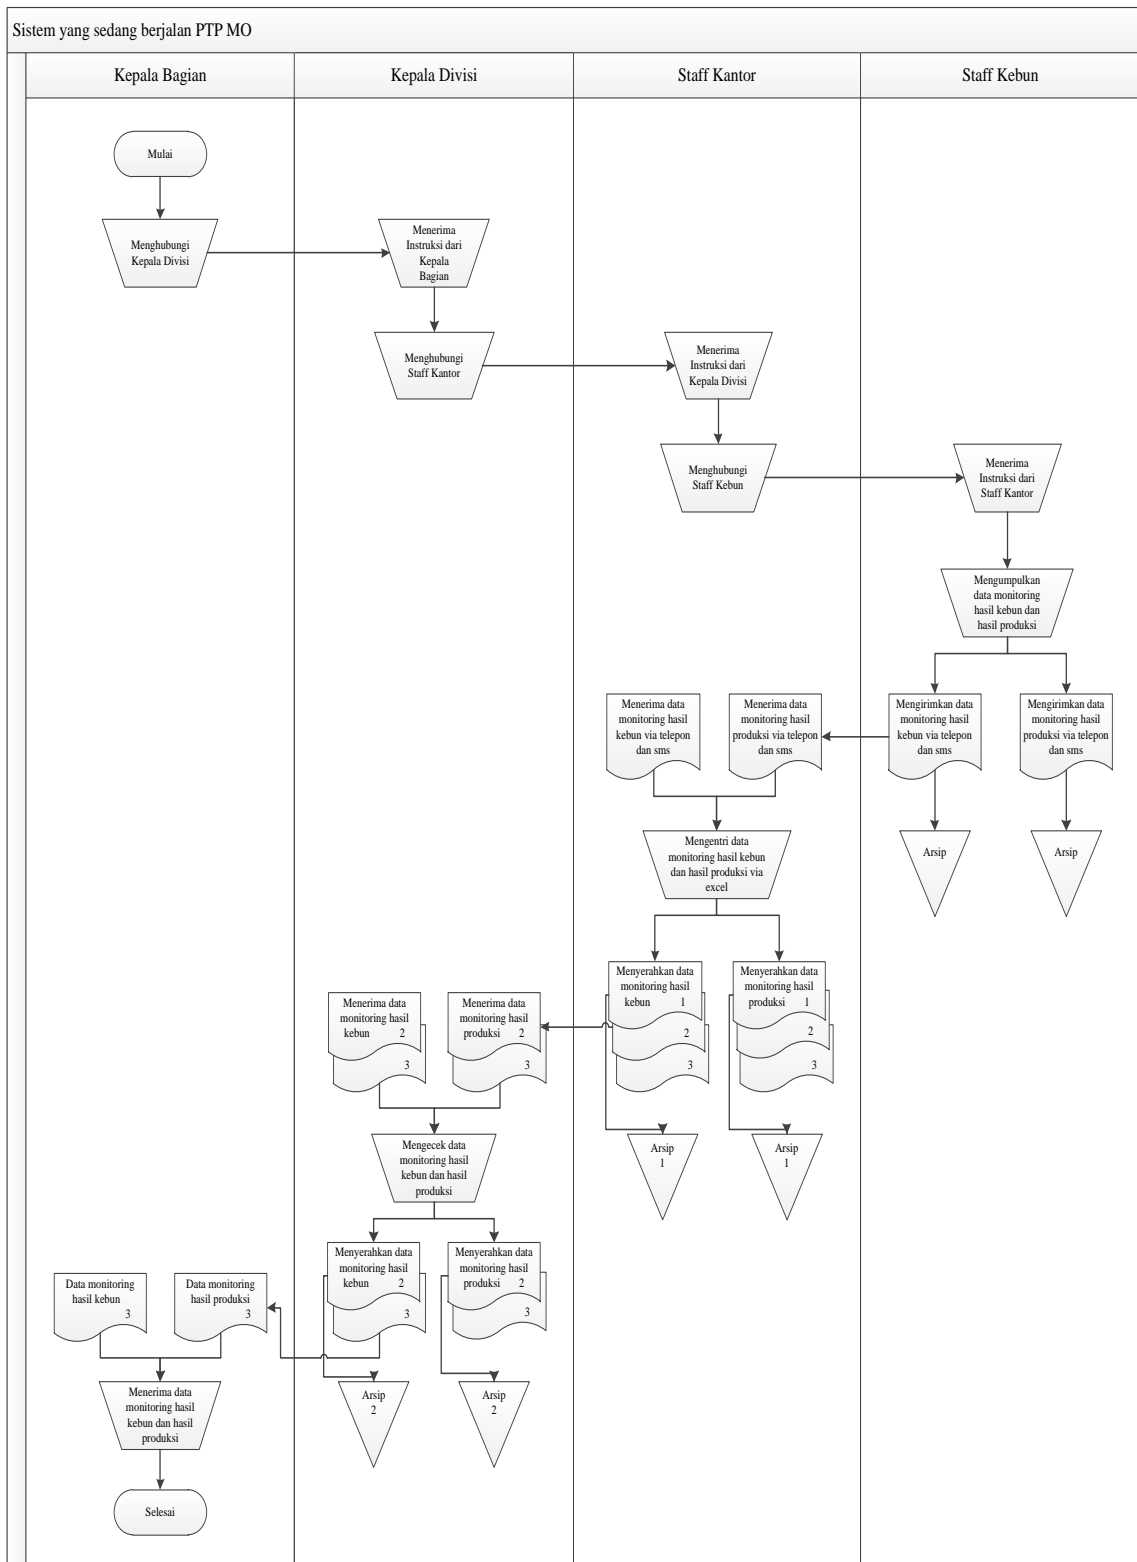 Sistem yang sedang berjalan PTP MO
Kepala Bagian
Kepala Divisi
Staff Kantor
Staff Kebun
Mulai
Menghubungi
Kepala Divisi
Menerima
Instruksi dari
Kepala
Bagian
Menghubungi
Staff Kantor
Menerima
Instruksi dari
Kepala Divisi
Menghubungi
Staff Kebun
Menerima
Instruksi dari
Staff Kantor
Mengumpulkan
data monitoring
hasil kebun dan
hasil produksi
Mengirimkan data
monitoring hasil
kebun via telepon
dan sms
Mengirimkan data
monitoring hasil
produksi via telepon
dan sms
Menerima data
monitoring hasil
kebun via telepon
dan sms
Menerima data
monitoring hasil
produksi via telepon
dan sms
Arsip
Arsip
Mengentri data
monitoring hasil kebun
dan hasil produksi via
excel
Menyerahkan data
monitoring hasil
kebun 1
2
3
Menyerahkan data
monitoring hasil
produksi 1
2
3
Menerima data
monitoring hasil
kebun 2
3
Menerima data
monitoring hasil
produksi 2
3
Arsip
1
Arsip
1
Mengecek data
monitoring hasil
kebun dan hasil
produksi
Menyerahkan data
monitoring hasil
kebun 2
3
Menyerahkan data
monitoring hasil
produksi 2
3
Data monitoring
hasil kebun
3
Data monitoring
hasil produksi
3
Arsip
2
Arsip
2
Menerima data
monitoring hasil
kebun dan hasil
produksi
Selesai